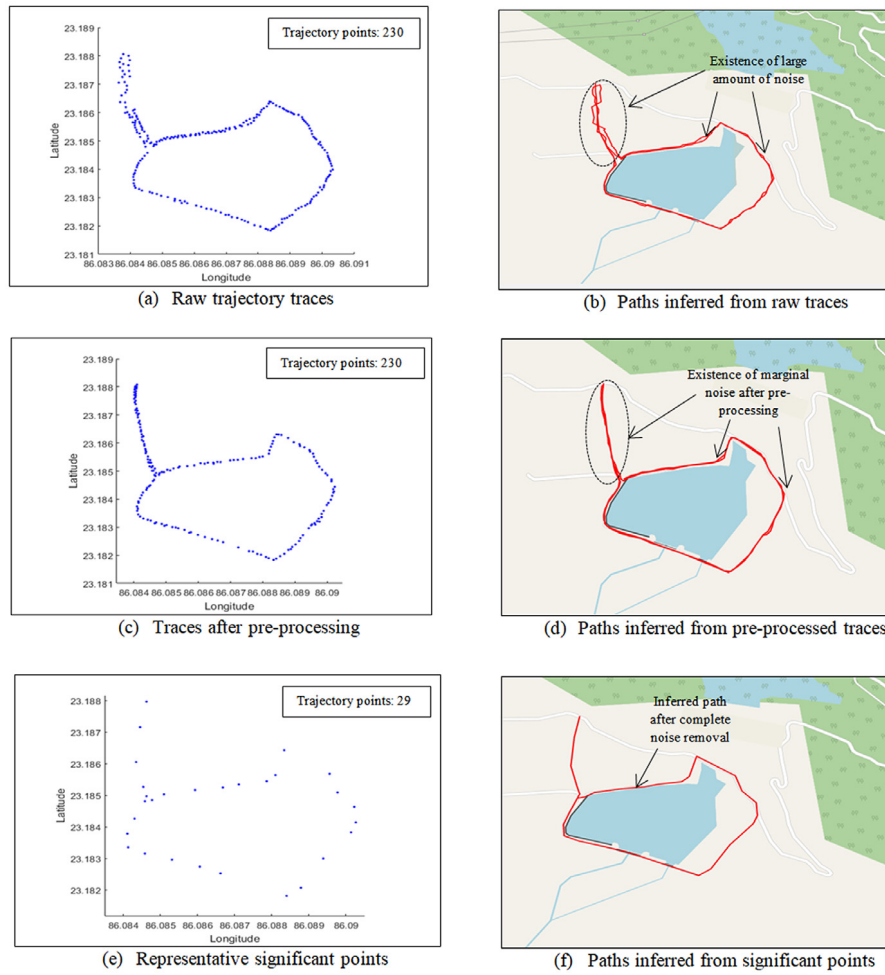 Trajectory points: 230
23.189
23.188
23.187
23.186
23.185
23.184
23.183
23.182
23.181
Latitude
86.083 86.084 86.085 86.086 86.087 86.088 86.089 86.09 86.091
Longitude
(a) Raw trajectory traces
Existence of large
amount of noise
(b) Paths inferred from raw traces
Trajectory points: 230
23.189
23.188
23.187
23.186
23.185
23.184
23.183
23.182
23.181
Latitude
86.084 86.085 86.086 86.087 86.088 86.089 86.09
Longitude
(c) Traces after pre-processing
Existence of marginal
noise after pre-
processing
(d) Paths inferred from pre-processed traces
Trajectory points: 29
23.188
23.187
23.186
23.185
23.184
23.183
23.182
Latitude
86.084 86.085 86.086 86.087 86.088 86.089 86.09
Longitude
(e) Representative significant points
Inferred path
after complete
noise removal
(f) Paths inferred from significant points